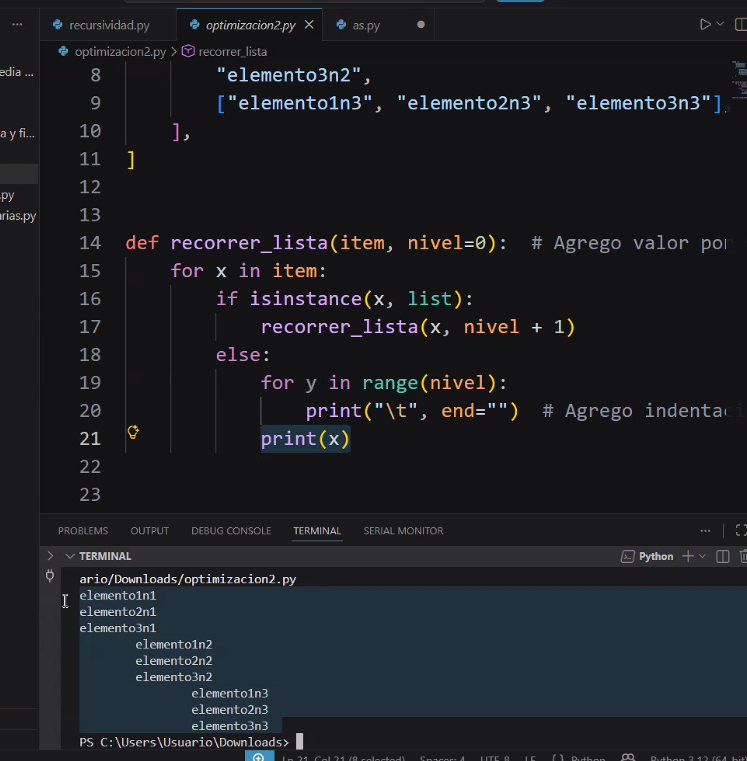 recursividad.py optimizacion2.py as.py
optimizacion2.py > recorrer_lista
edia ...
8 "elemento3n2",
9 ["elemento1n3", "elemento2n3", "elemento3n3"],
a y fi...
10 ],
11 ]
12
.py
rias.py
13
14 def recorrer_lista(item, nivel=0): # Agrego valor por
15 for x in item:
16 if isinstance(x, list):
17 recorrer_lista(x, nivel + 1)
18 else:
19 for y in range(nivel):
20 print("\t", end="") # Agrego indentaci
21 print(x)
22
23
PROBLEMS OUTPUT DEBUG CONSOLE TERMINAL SERIAL MONITOR ...
TERMINAL Python
ario/Downloads/optimizacion2.py
elemento1n1
elemento2n1
elemento3n1
elemento1n2
elemento2n2
elemento3n2
elemento1n3
elemento2n3
elemento3n3
PS C:\Users\Usuario\Downloads>
Ln 21, Col 21 (8 selected) Spaces: 4 UTF-8 LF Python Python 3.12 (64-bit)